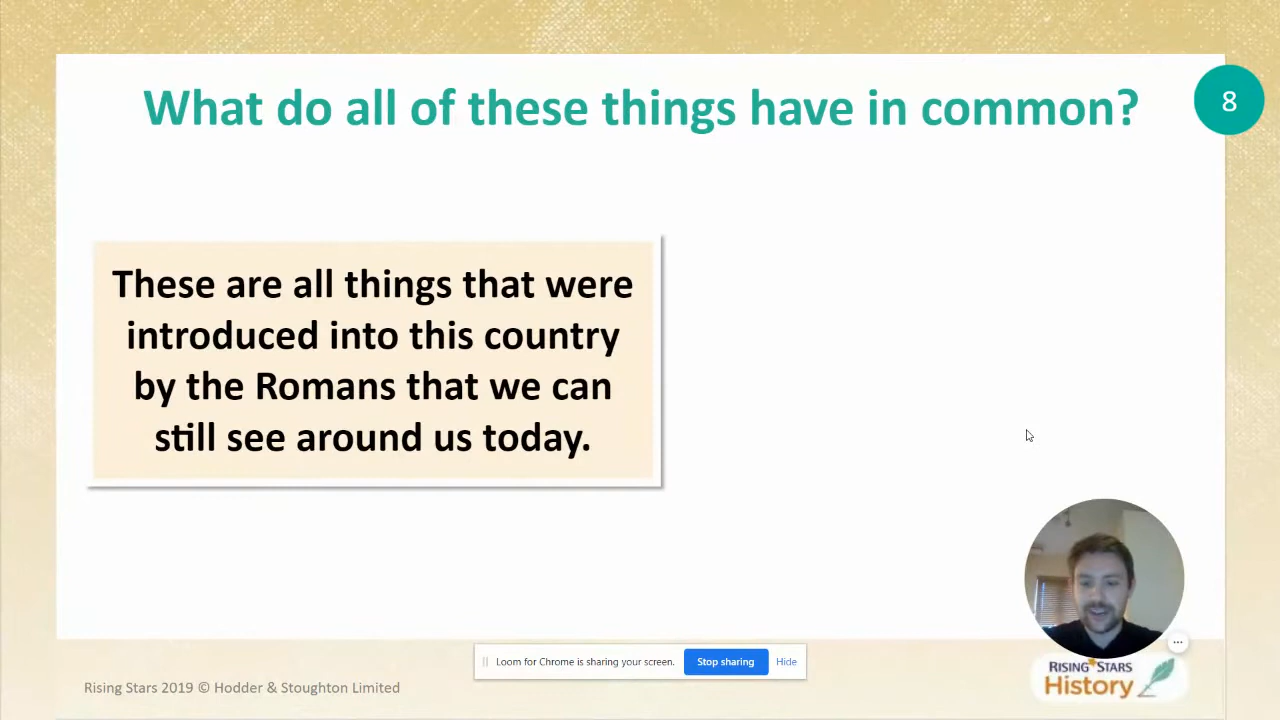 What do all of these things have in common?
8
These are all things that were
introduced into this country
by the Romans that we can
still see around us today.
Loom for Chrome is sharing your screen. Stop sharing Hide
Rising Stars 2019 © Hodder & Stoughton Limited
RISING STARS
History